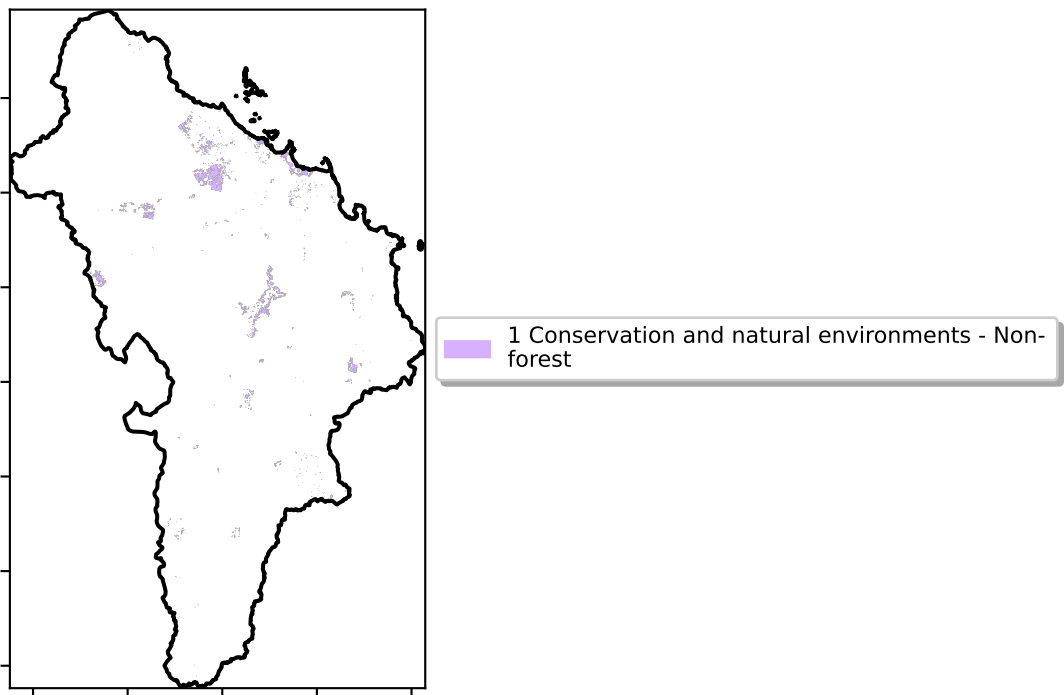 1 Conservation and natural environments - Non-
forest